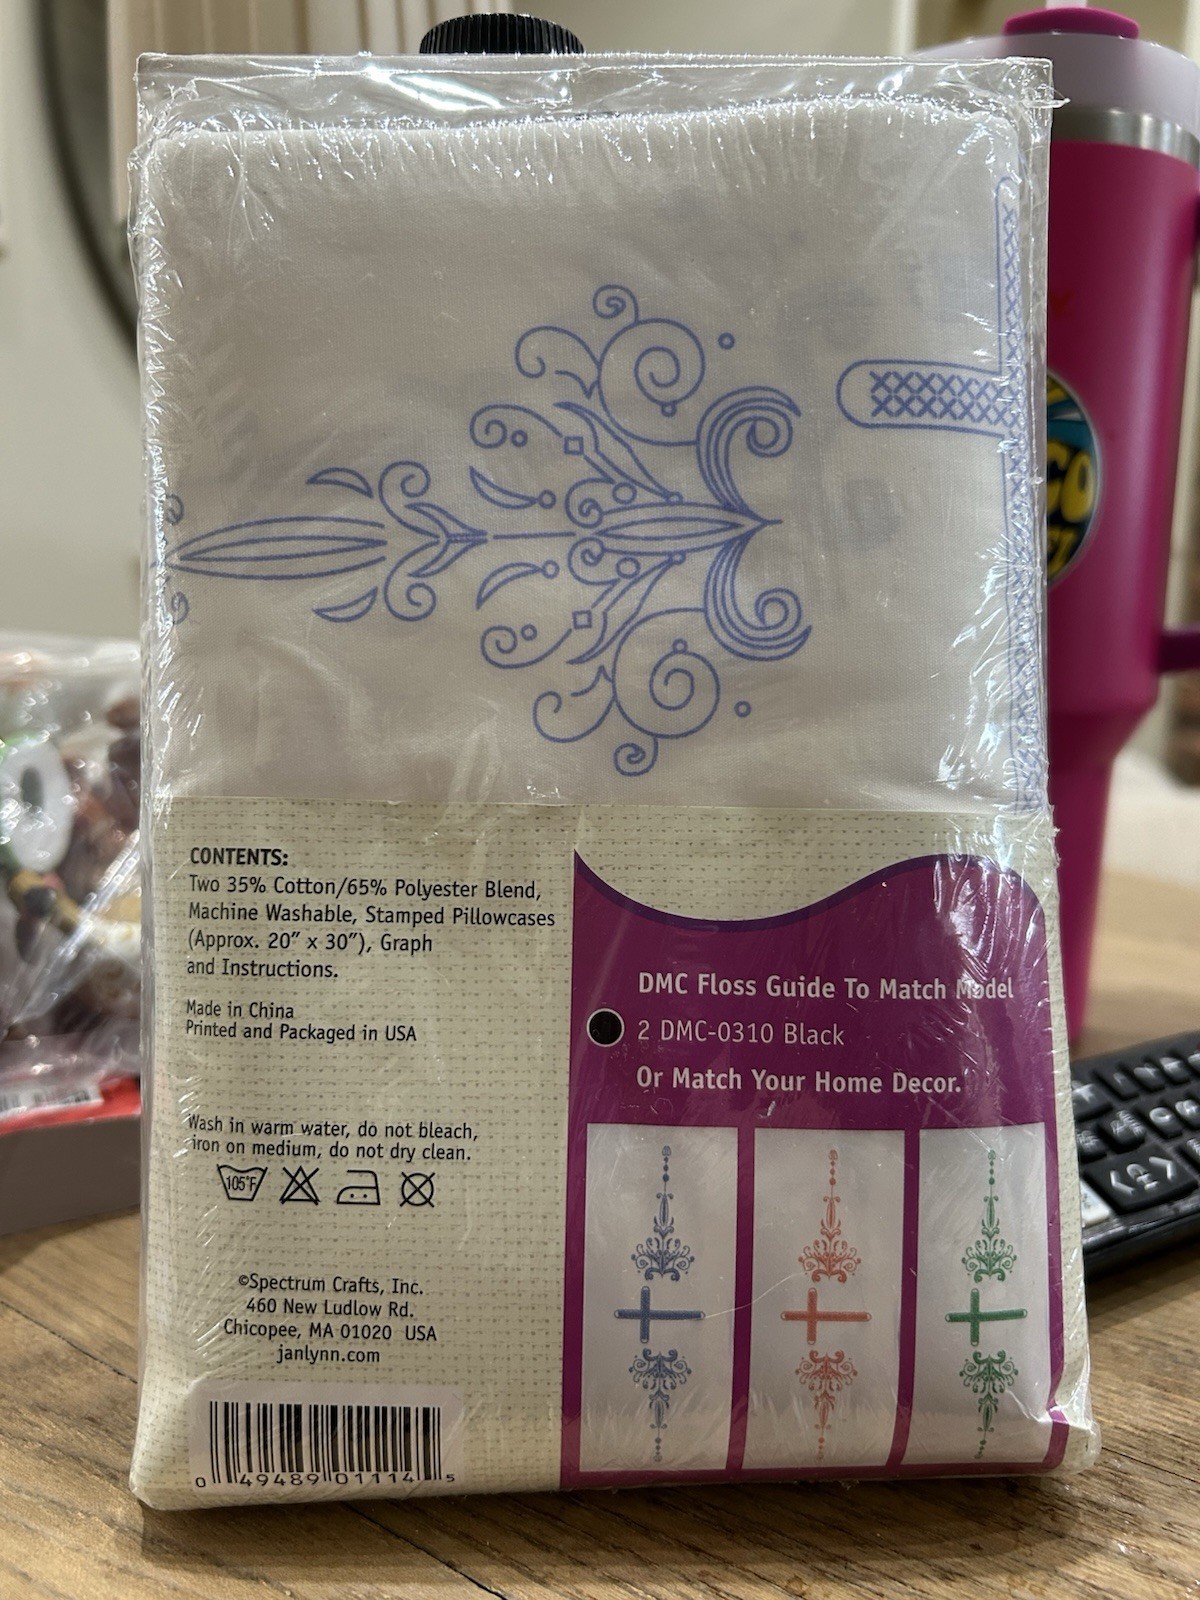 CONTENTS:
Two 35% Cotton/65% Polyester Blend,
Machine Washable, Stamped Pillowcases
(Approx. 20" x 30"), Graph
and Instructions.
Made in China
Printed and Packaged in USA
Wash in warm water, do not bleach,
iron on medium, do not dry clean.
105°F
©Spectrum Crafts, Inc.
460 New Ludlow Rd.
Chicopee, MA 01020 USA
janlynn.com
0 49489 01114 5
DMC Floss Guide To Match Model
2 DMC-0310 Black
Or Match Your Home Decor.